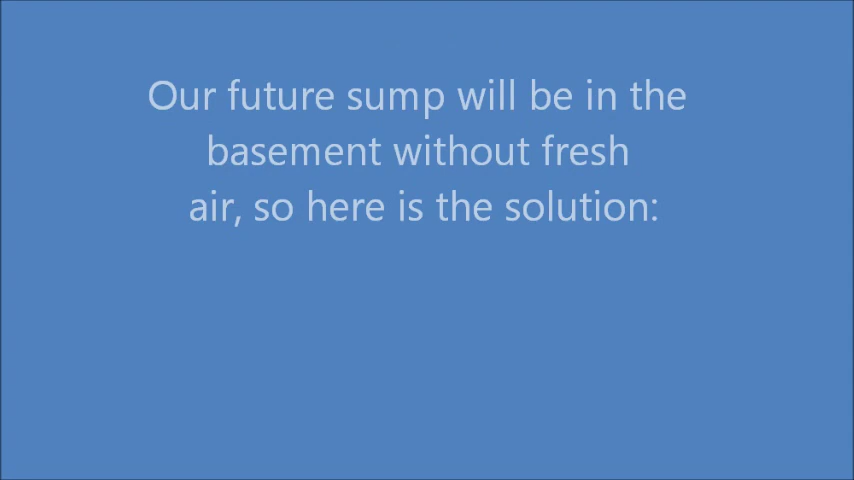 Our future sump will be in the
basement without fresh
air, so here is the solution: